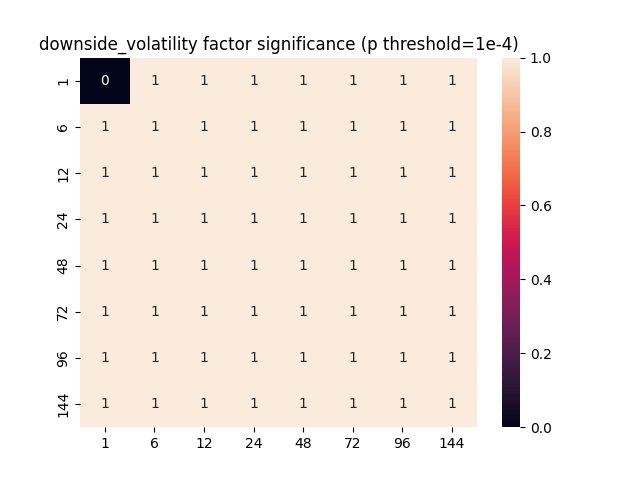 downside_volatility factor significance (p threshold=1e-4)
1 0 1 1 1 1 1 1 1
6 1 1 1 1 1 1 1 1
12 1 1 1 1 1 1 1 1
24 1 1 1 1 1 1 1 1
48 1 1 1 1 1 1 1 1
72 1 1 1 1 1 1 1 1
96 1 1 1 1 1 1 1 1
144 1 1 1 1 1 1 1 1
1 6 12 24 48 72 96 144
1.0
0.8
0.6
0.4
0.2
0.0